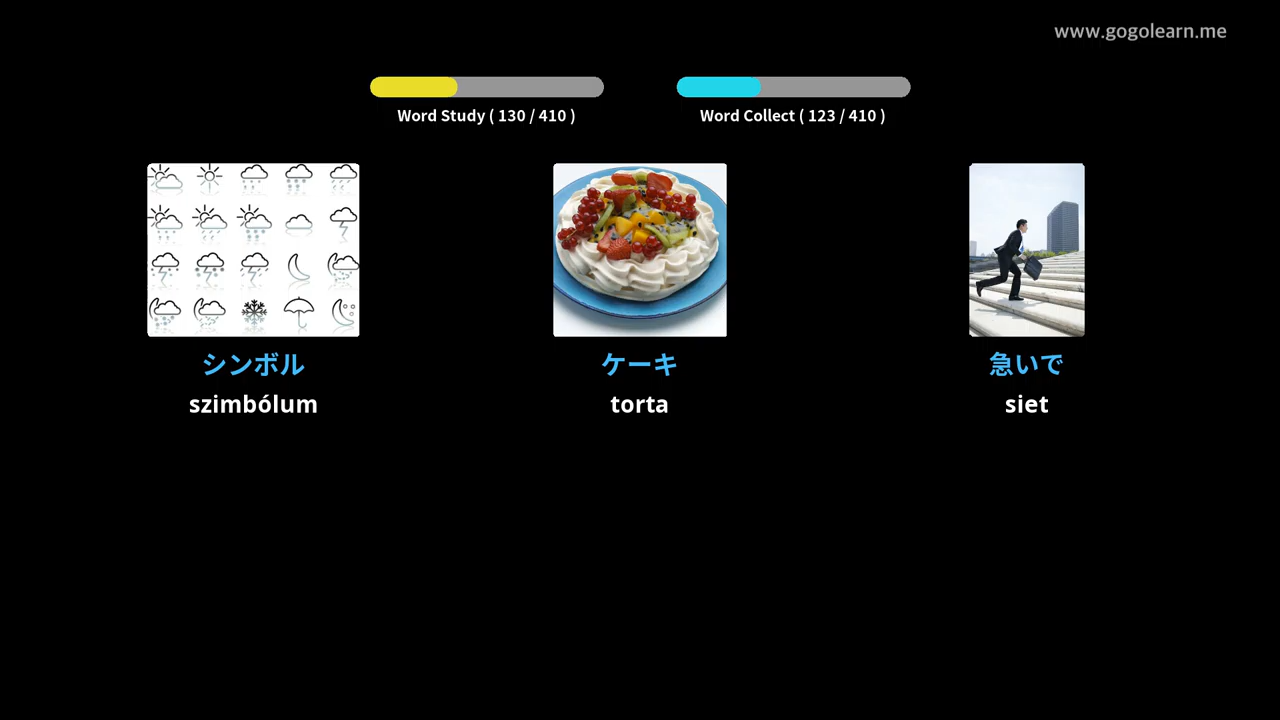 www.gogolearn.me
Word Study ( 130 / 410 )
Word Collect ( 123 / 410 )
シンボル
szimbólum
ケーキ
torta
急いで
siet